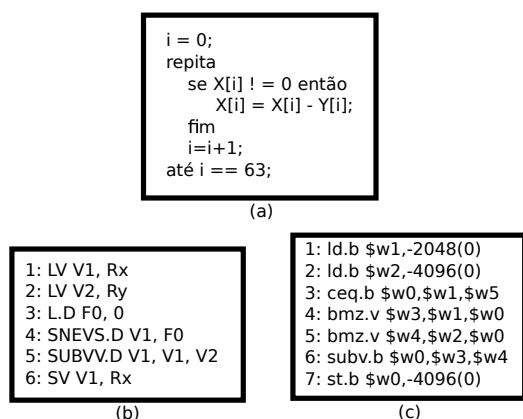 i = 0;
repita
se X[i] ! = 0 então
X[i] = X[i] - Y[i];
fim
i=i+1;
até i == 63;
(a)
1: LV V1, Rx
2: LV V2, Ry
3: L.D F0, 0
4: SNEVS.D V1, F0
5: SUBVV.D V1, V1, V2
6: SV V1, Rx
(b)
1: ld.b $w1,-2048(0)
2: ld.b $w2,-4096(0)
3: ceq.b $w0,$w1,$w5
4: bmz.v $w3,$w1,$w0
5: bmz.v $w4,$w2,$w0
6: subv.b $w0,$w3,$w4
7: st.b $w0,-4096(0)
(c)